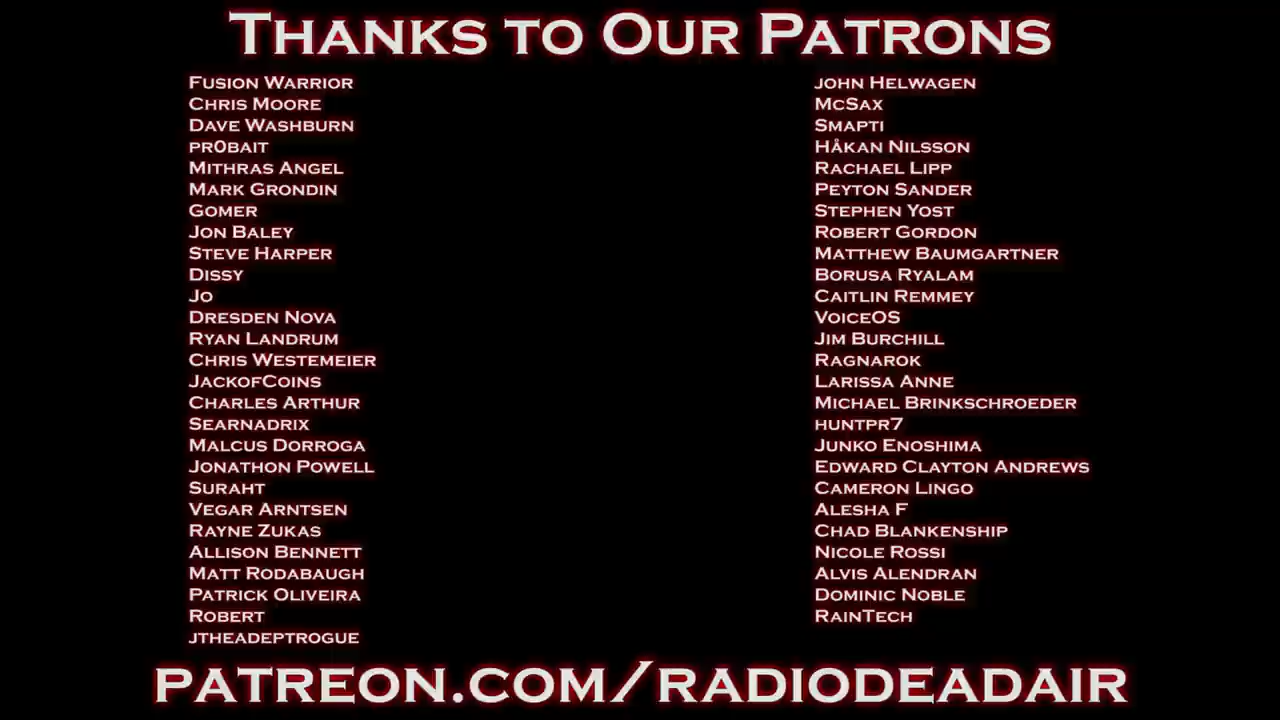 Thanks to Our Patrons
Fusion Warrior
Chris Moore
Dave Washburn
pr0bait
Mithras Angel
Mark Grondin
Gomer
Jon Baley
Steve Harper
Dissy
Jo
Dresden Nova
Ryan Landrum
Chris Westemeier
JackofCoins
Charles Arthur
Searnadrix
Malcus Dorroga
Jonathon Powell
Suraht
Vegar Arntsen
Rayne Zukas
Allison Bennett
Matt Rodabaugh
Patrick Oliveira
Robert
jtheadeptrogue
john Helwagen
McSax
Smapti
Håkan Nilsson
Rachael Lipp
Peyton Sander
Stephen Yost
Robert Gordon
Matthew Baumgartner
Borusa Ryalam
Caitlin Remmey
VoiceOS
Jim Burchill
Ragnarok
Larissa Anne
Michael Brinkschroeder
huntpr7
Junko Enoshima
Edward Clayton Andrews
Cameron Lingo
Alesha F
Chad Blankenship
Nicole Rossi
Alvis Alendran
Dominic Noble
RainTech
patreon.com/radiodeadair